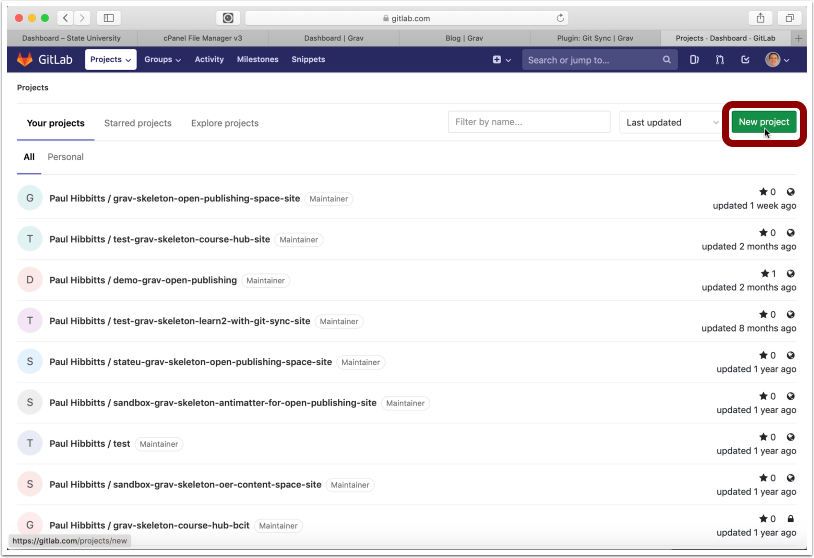 gitlab.com
Dashboard – State University
cPanel File Manager v3
Dashboard | Grav
Blog | Grav
Plugin: Git Sync | Grav
Projects · Dashboard · GitLab
GitLab
Projects
Groups
Activity
Milestones
Snippets
Search or jump to...
Projects
Your projects
Starred projects
Explore projects
Filter by name...
Last updated
New project
All
Personal
G Paul Hibbitts / grav-skeleton-open-publishing-space-site Maintainer 0
updated 1 week ago
T Paul Hibbitts / test-grav-skeleton-course-hub-site Maintainer 0
updated 2 months ago
D Paul Hibbitts / demo-grav-open-publishing Maintainer 1
updated 2 months ago
T Paul Hibbitts / test-grav-skeleton-learn2-with-git-sync-site Maintainer 0
updated 8 months ago
S Paul Hibbitts / stateu-grav-skeleton-open-publishing-space-site Maintainer 0
updated 1 year ago
S Paul Hibbitts / sandbox-grav-skeleton-antimatter-for-open-publishing-site Maintainer 0
updated 1 year ago
T Paul Hibbitts / test Maintainer 0
updated 1 year ago
S Paul Hibbitts / sandbox-grav-skeleton-oer-content-space-site Maintainer 0
updated 1 year ago
G Paul Hibbitts / grav-skeleton-course-hub-bcit Maintainer 0
updated 1 year ago
https://gitlab.com/projects/new